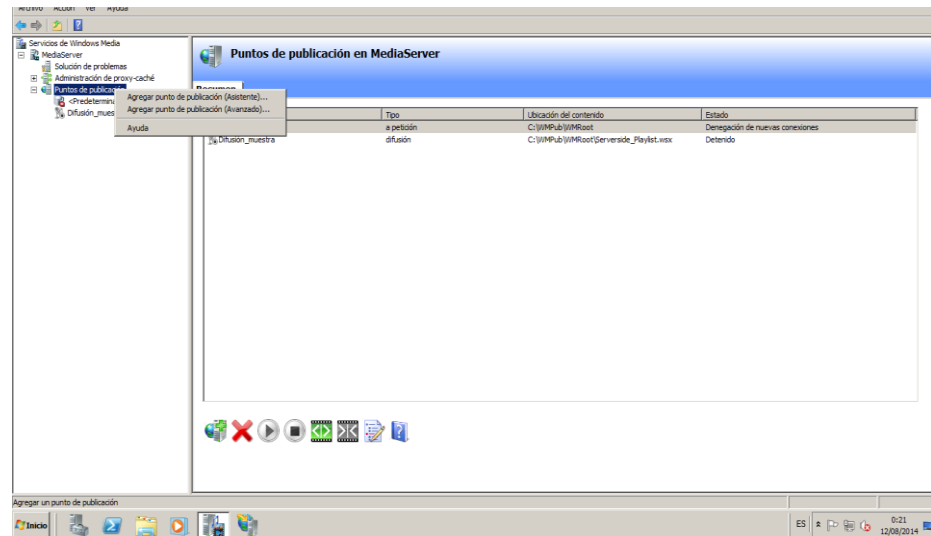 Archivo Acción Ver Ayuda
Servicios de Windows Media
MediaServer
Solución de problemas
Administración de proxy-caché
Puntos de publicación
<Predetermina
Difusión_mues
Agregar punto de publicación (Asistente)...
Agregar punto de publicación (Avanzado)...
Ayuda
Puntos de publicación en MediaServer
Resumen
Tipo Ubicación del contenido Estado
a petición C:\WMPub\WMRoot Denegación de nuevas conexiones
Difusión_muestra difusión C:\WMPub\WMRoot\Serverside_Playlist.wsx Detenido
Agregar un punto de publicación
Inicio
ES
0:21
12/08/2014